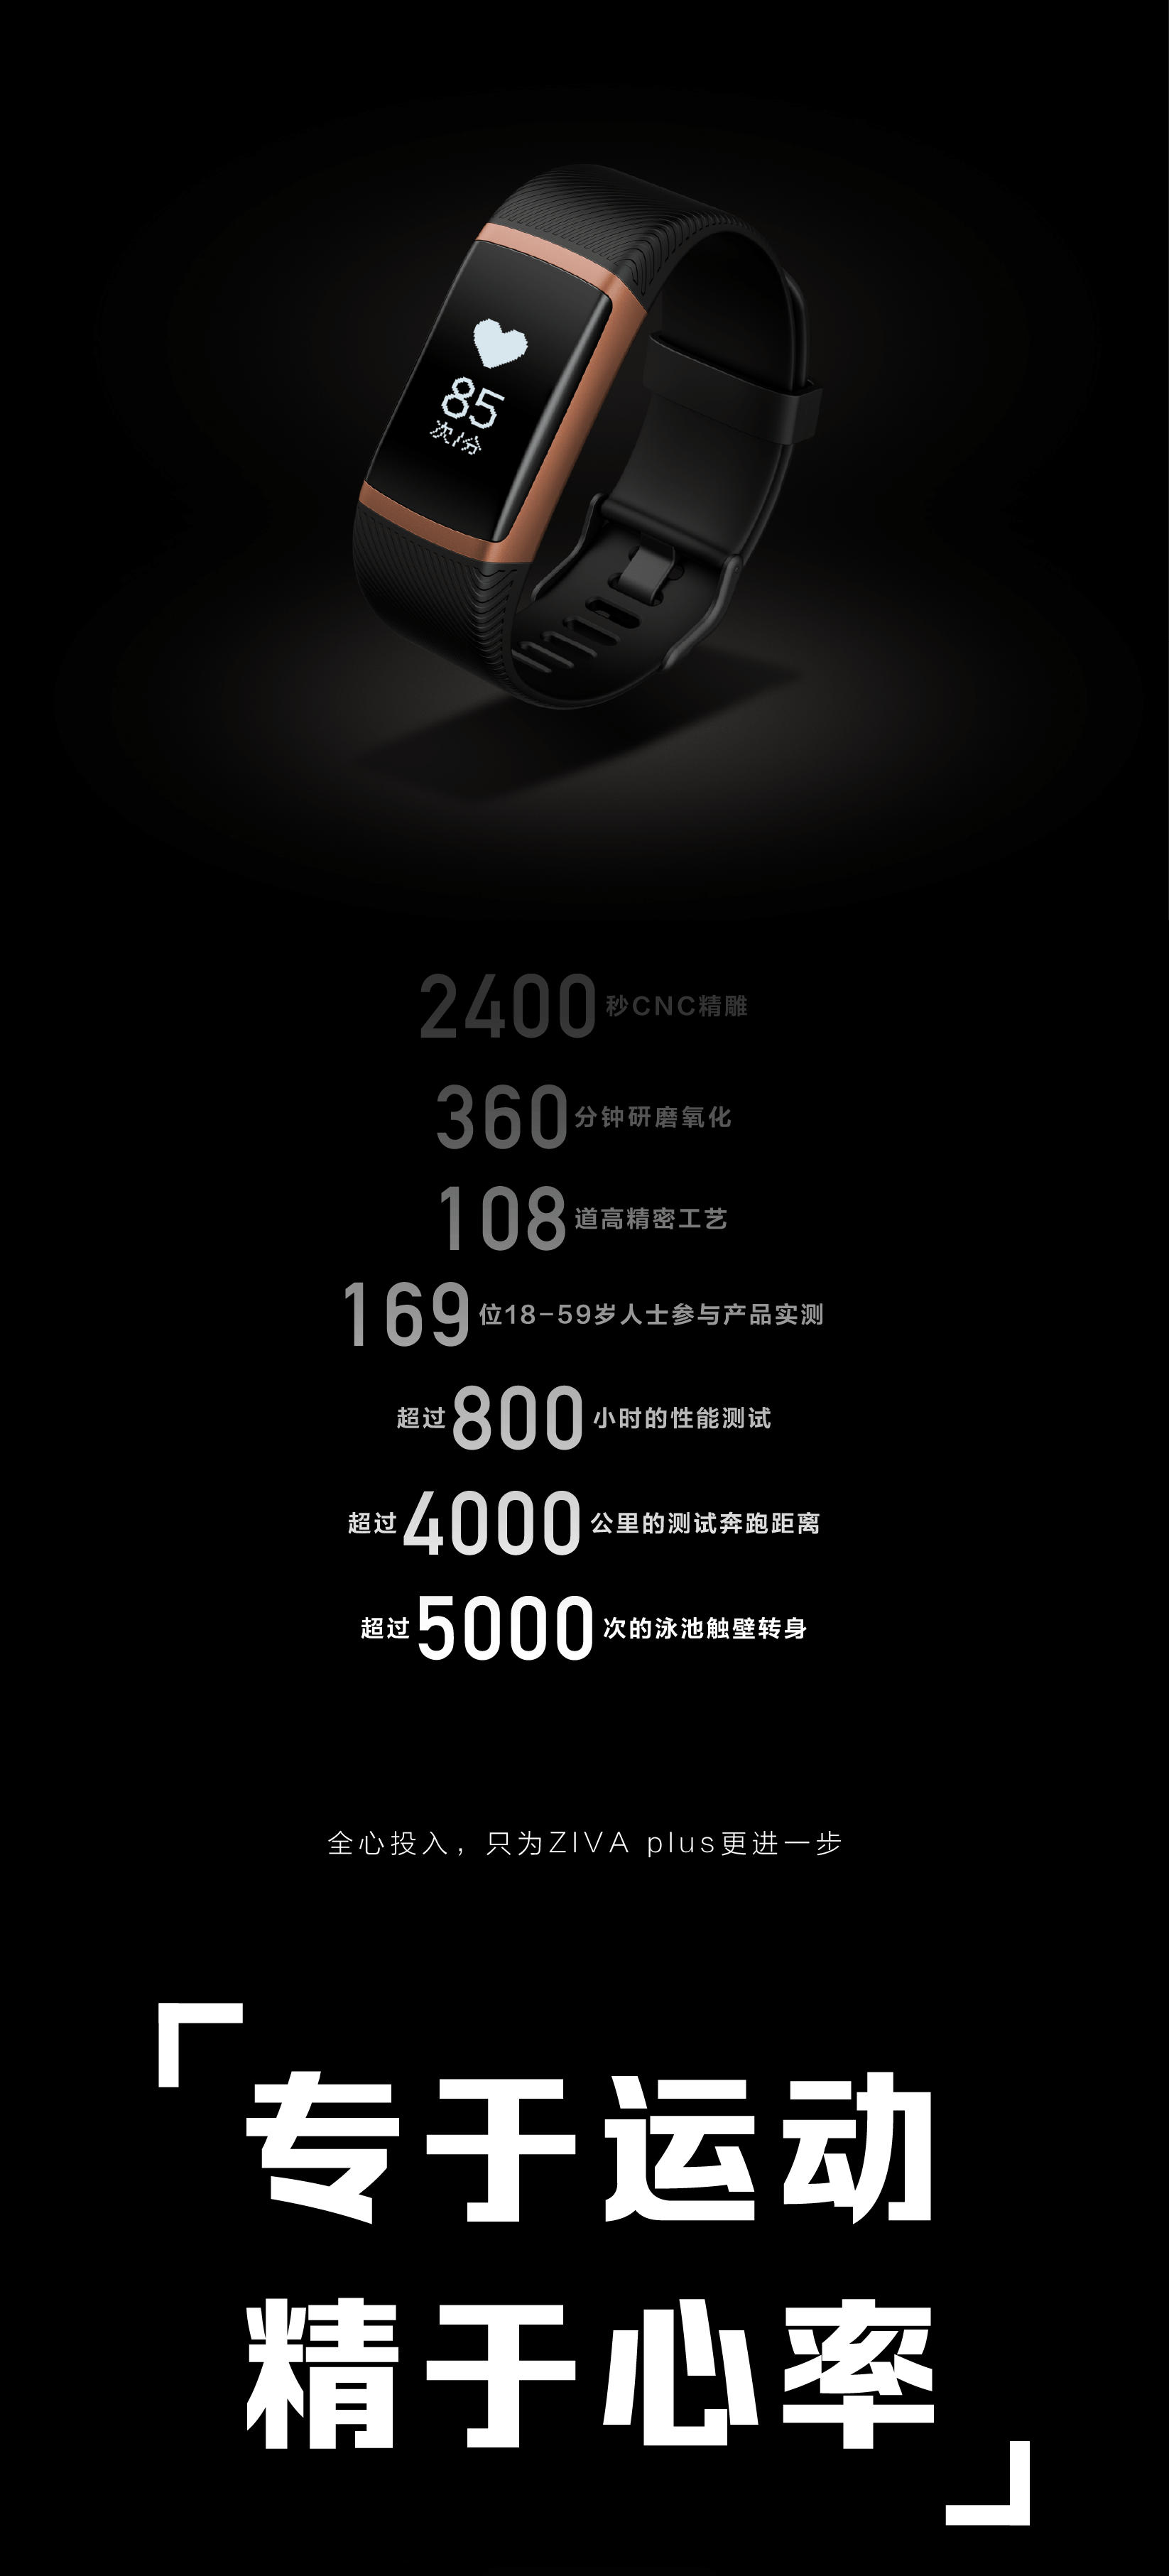 85
次/分
2400秒CNC精雕
360分钟研磨氧化
108道高精密工艺
169位18-59岁人士参与产品实测
超过800小时的性能测试
超过4000公里的测试奔跑距离
超过5000次的泳池触壁转身
全心投入，只为ZIVA plus更进一步
「专于运动
精于心率」